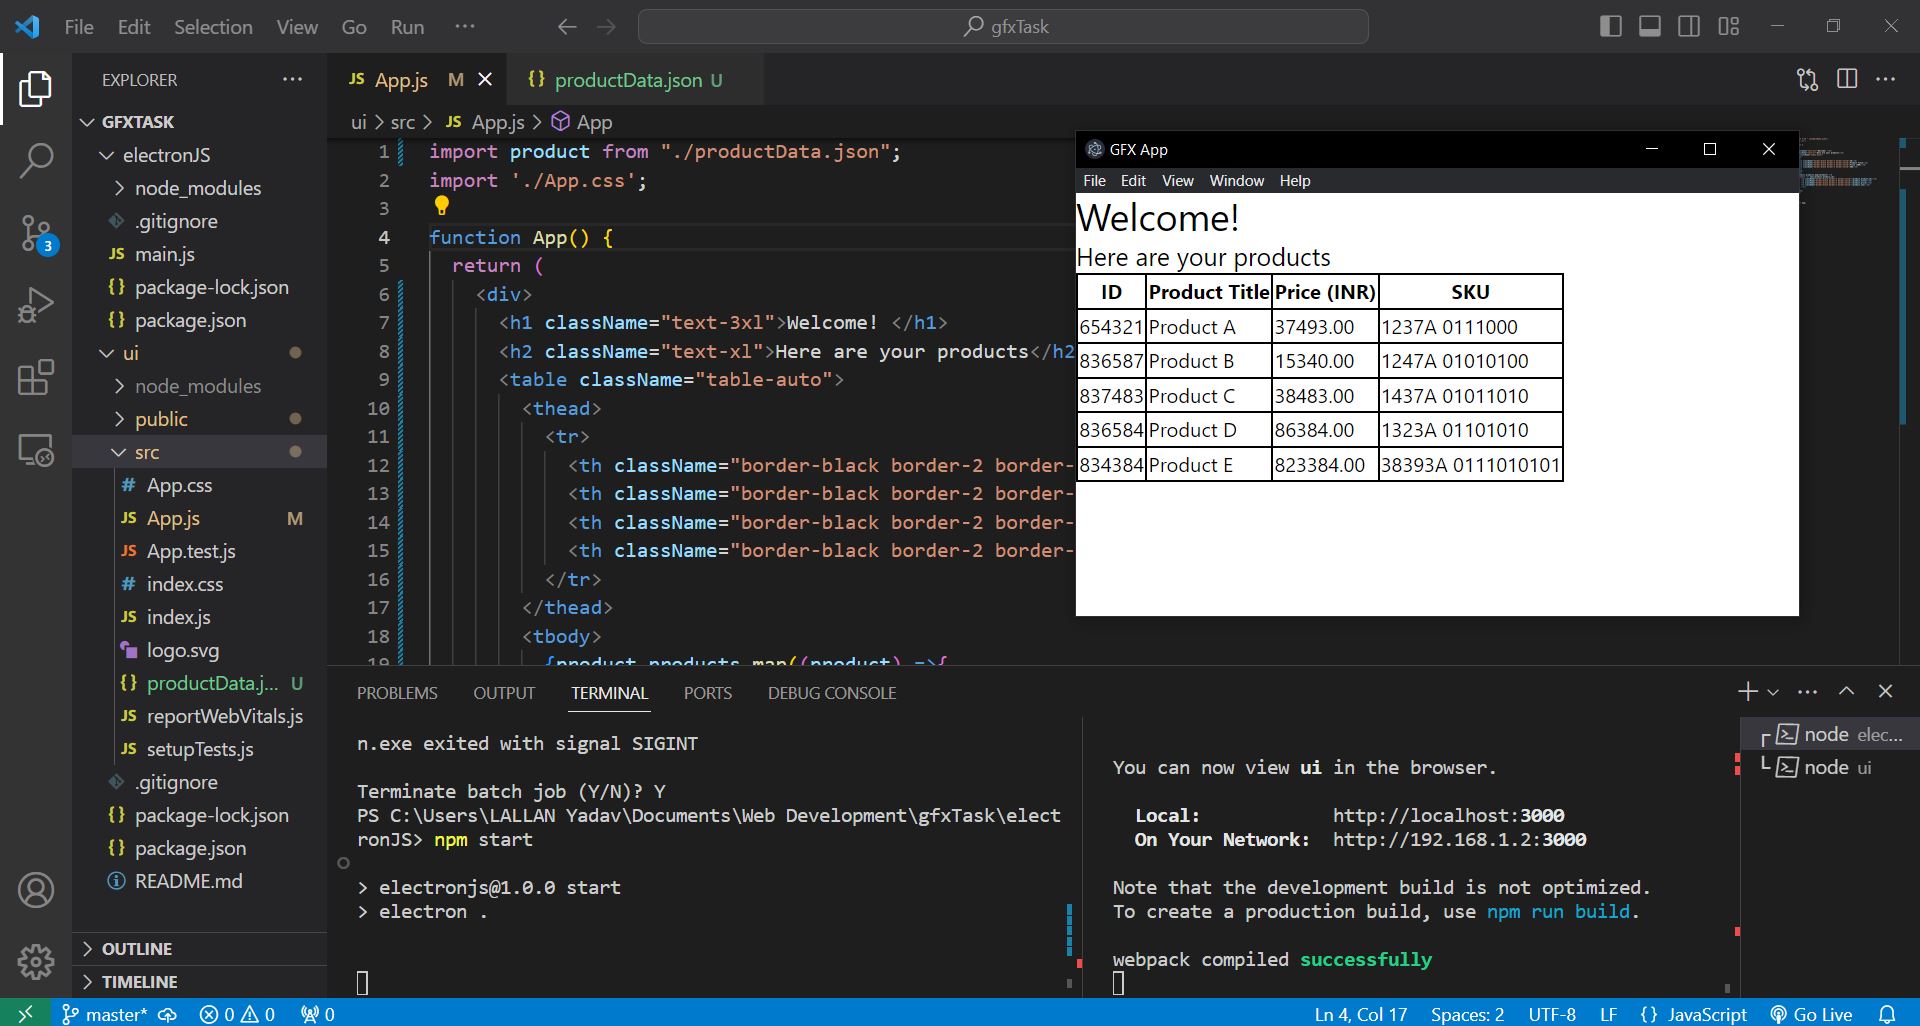 File Edit Selection View Go Run ···
gfxTask
EXPLORER ···
GFXTASK
electronJS
node_modules
.gitignore
JS main.js
{} package-lock.json
{} package.json
ui
node_modules
public
src
# App.css
JS App.js M
JS App.test.js
# index.css
JS index.js
logo.svg
{} productData.j... U
JS reportWebVitals.js
JS setupTests.js
.gitignore
{} package-lock.json
{} package.json
README.md
OUTLINE
TIMELINE
3
JS App.js M
{} productData.json U
ui > src > JS App.js > App
1 import product from "./productData.json";
2 import './App.css';
3
4 function App() {
5 return (
6 <div>
7 <h1 className="text-3xl">Welcome! </h1>
8 <h2 className="text-xl">Here are your products</h2
9 <table className="table-auto">
10 <thead>
11 <tr>
12 <th className="border-black border-2 border-
13 <th className="border-black border-2 border-
14 <th className="border-black border-2 border-
15 <th className="border-black border-2 border-
16 </tr>
17 </thead>
18 <tbody>
19 {product.products.map((product) =>{
GFX App
File Edit View Window Help
Welcome!
Here are your products
ID Product Title Price (INR) SKU
654321 Product A 37493.00 1237A 0111000
836587 Product B 15340.00 1247A 01010100
837483 Product C 38483.00 1437A 01011010
836584 Product D 86384.00 1323A 01101010
834384 Product E 823384.00 38393A 0111010101
PROBLEMS OUTPUT TERMINAL PORTS DEBUG CONSOLE
n.exe exited with signal SIGINT
Terminate batch job (Y/N)? Y
PS C:\Users\LALLAN Yadav\Documents\Web Development\gfxTask\elect
ronJS> npm start
> electronjs@1.0.0 start
> electron .
You can now view ui in the browser.
Local: http://localhost:3000
On Your Network: http://192.168.1.2:3000
Note that the development build is not optimized.
To create a production build, use npm run build.
webpack compiled successfully
node elec...
node ui
master* 0 0 0
Ln 4, Col 17 Spaces: 2 UTF-8 LF {} JavaScript Go Live